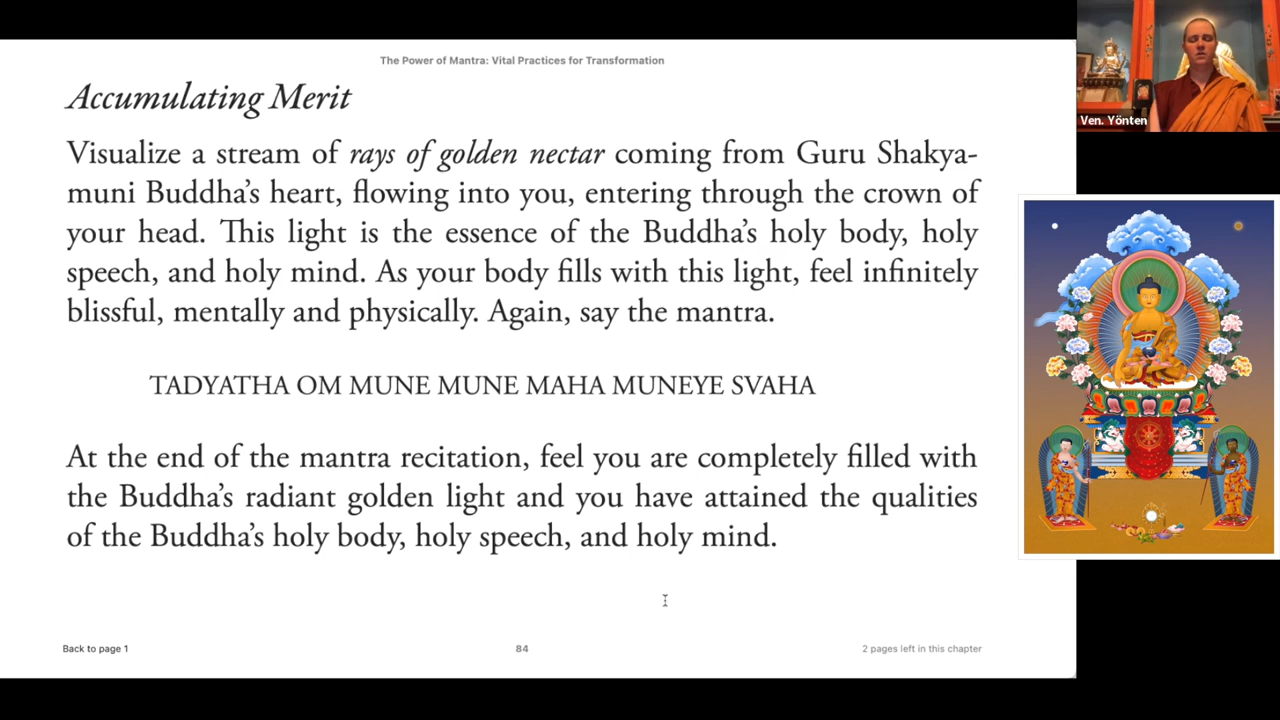 The Power of Mantra: Vital Practices for Transformation
Accumulating Merit
Visualize a stream of rays of golden nectar coming from Guru Shakya-
muni Buddha's heart, flowing into you, entering through the crown of
your head. This light is the essence of the Buddha's holy body, holy
speech, and holy mind. As your body fills with this light, feel infinitely
blissful, mentally and physically. Again, say the mantra.
TADYATHA OM MUNE MUNE MAHA MUNEYE SVAHA
At the end of the mantra recitation, feel you are completely filled with
the Buddha's radiant golden light and you have attained the qualities
of the Buddha's holy body, holy speech, and holy mind.
Back to page 1
84
2 pages left in this chapter
Ven. Yönten